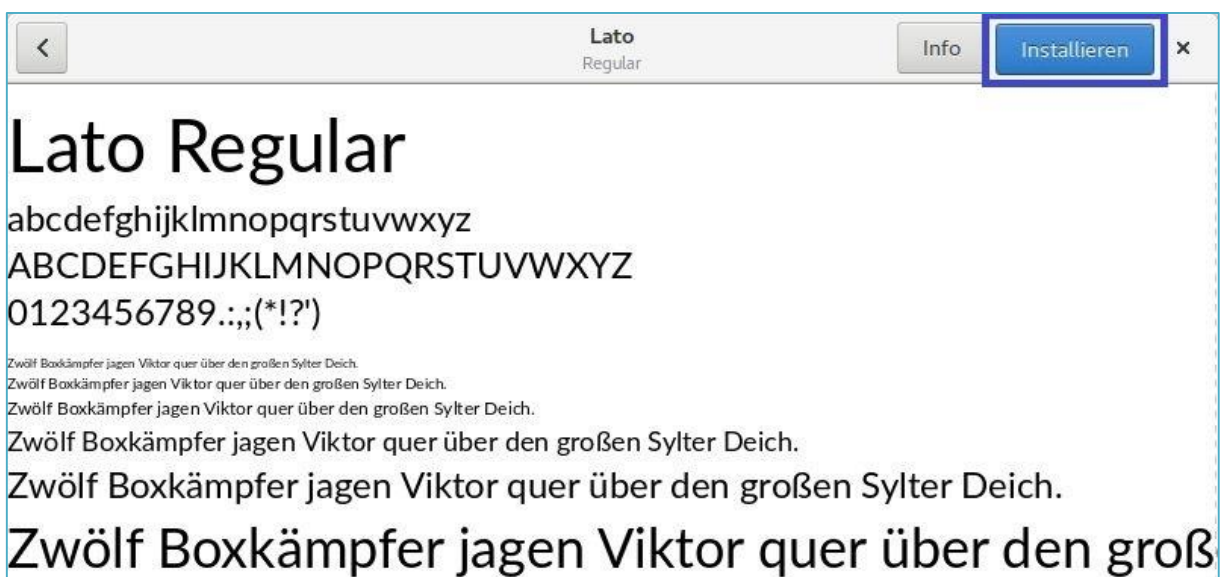 Lato
Regular
Info
Installieren
Lato Regular
abcdefghijklmnopqrstuvwxyz
ABCDEFGHIJKLMNOPQRSTUVWXYZ
0123456789.:,;(*!?')
Zwölf Boxkämpfer jagen Viktor quer über den großen Sylter Deich.
Zwölf Boxkämpfer jagen Viktor quer über den großen Sylter Deich.
Zwölf Boxkämpfer jagen Viktor quer über den großen Sylter Deich.
Zwölf Boxkämpfer jagen Viktor quer über den großen Sylter Deich.
Zwölf Boxkämpfer jagen Viktor quer über den großen Sylter Deich.
Zwölf Boxkämpfer jagen Viktor quer über den groß